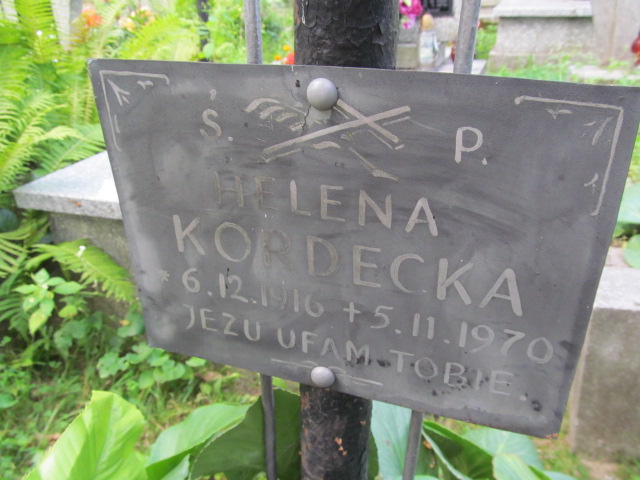 Ś. P.
HELENA
KORDECKA
* 6.12.1916 + 5.11.1970
JEZU UFAM TOBIE.